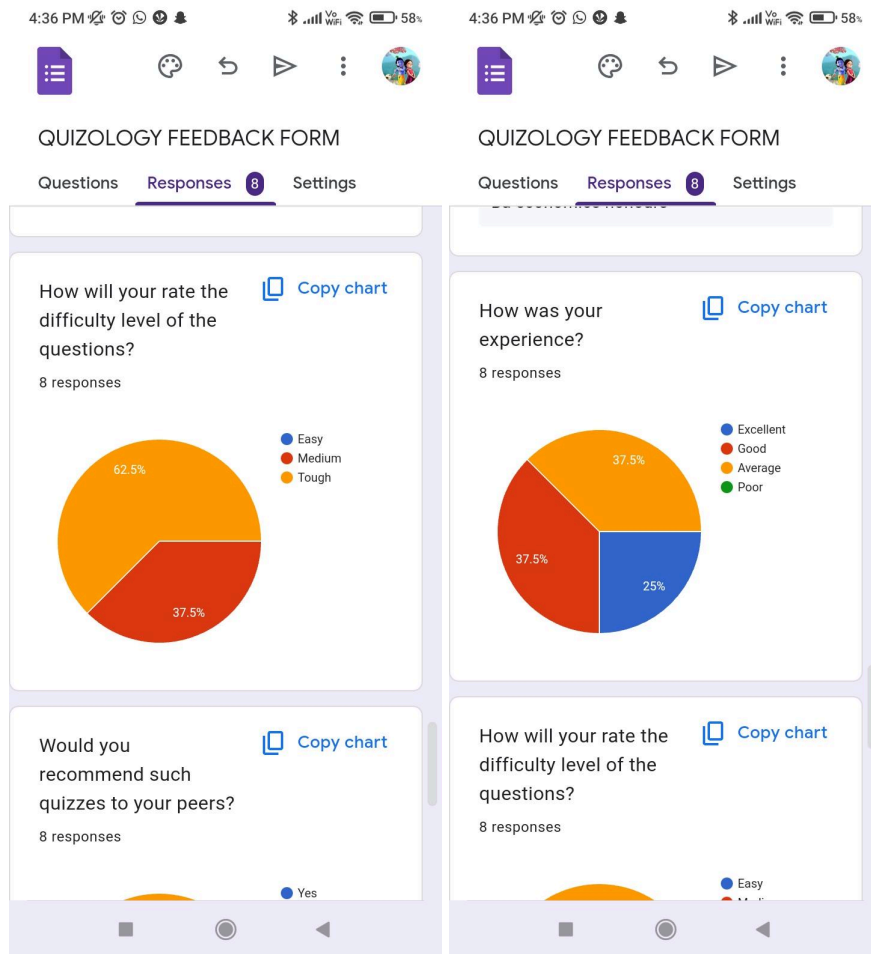 4:36 PM
Vo
WiFi
58%
QUIZOLOGY FEEDBACK FORM
Questions
Responses 8
Settings
How will your rate the
difficulty level of the
questions?
Copy chart
8 responses
Easy
Medium
Tough
62.5%
37.5%
Would you
recommend such
quizzes to your peers?
Copy chart
8 responses
Yes
4:36 PM
Vo
WiFi
58%
QUIZOLOGY FEEDBACK FORM
Questions
Responses 8
Settings
How was your
experience?
Copy chart
8 responses
Excellent
Good
Average
Poor
37.5%
37.5%
25%
How will your rate the
difficulty level of the
questions?
Copy chart
8 responses
Easy